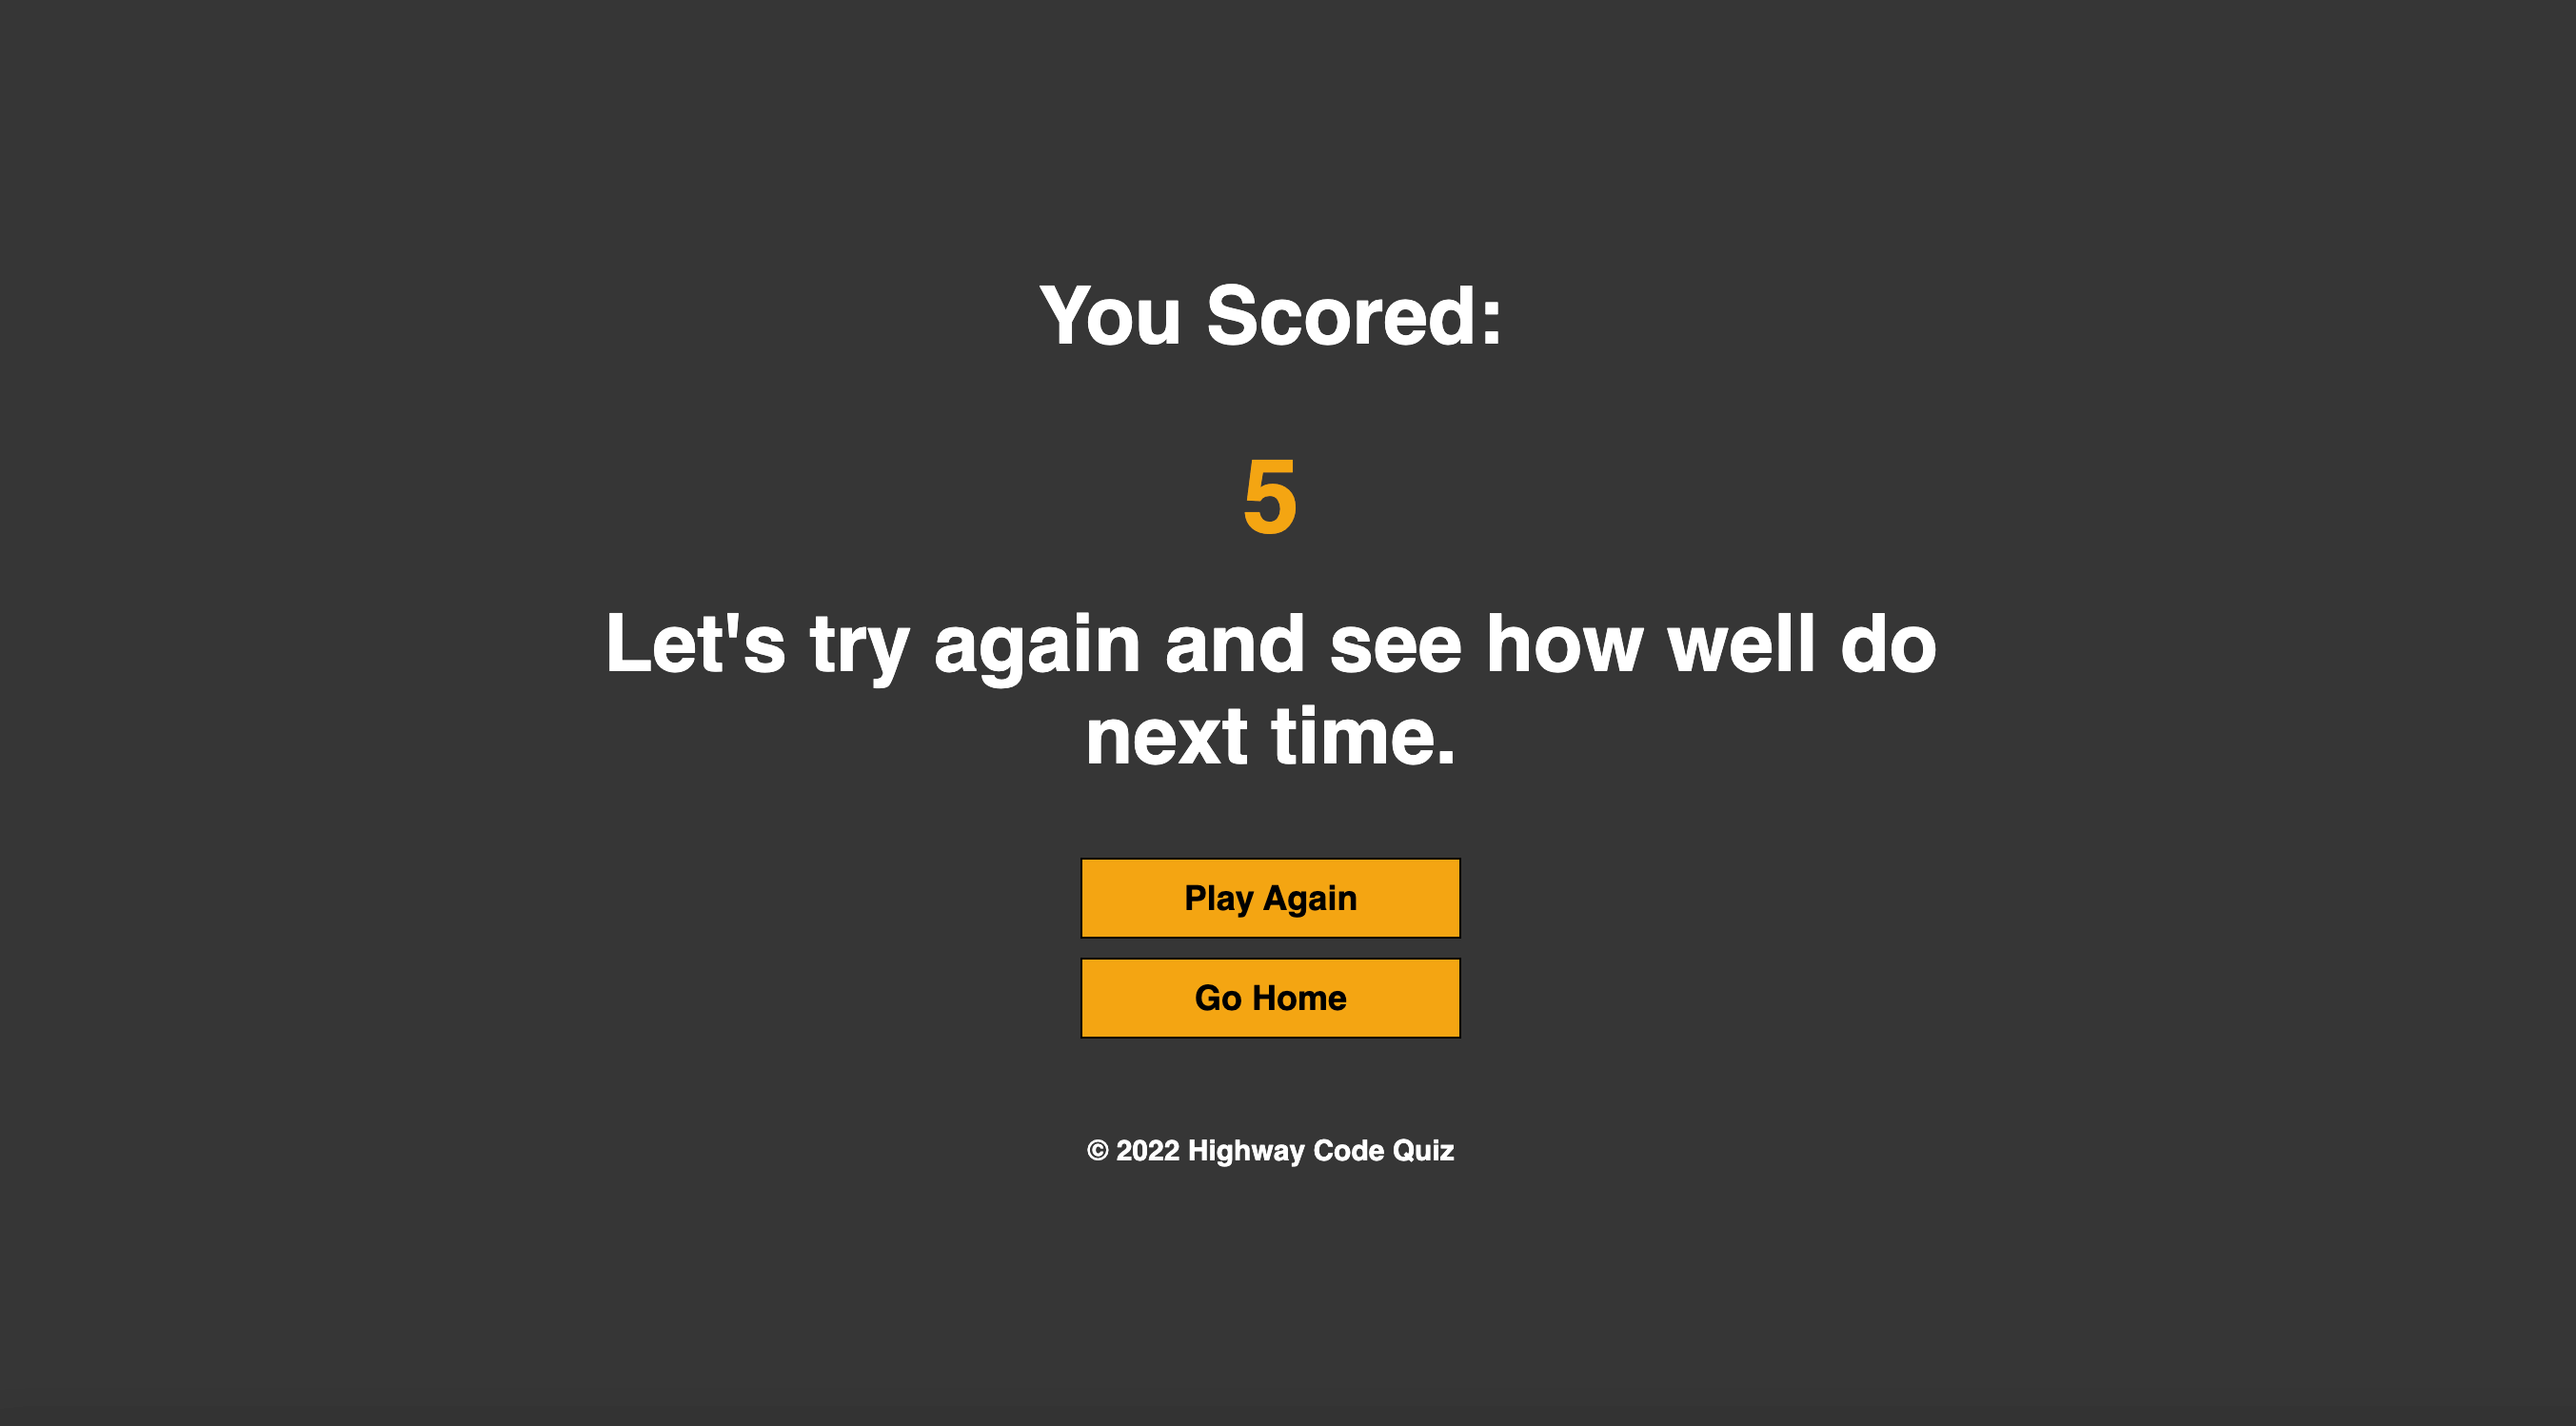 You Scored:
5
Let's try again and see how well do
next time.
Play Again
Go Home
© 2022 Highway Code Quiz